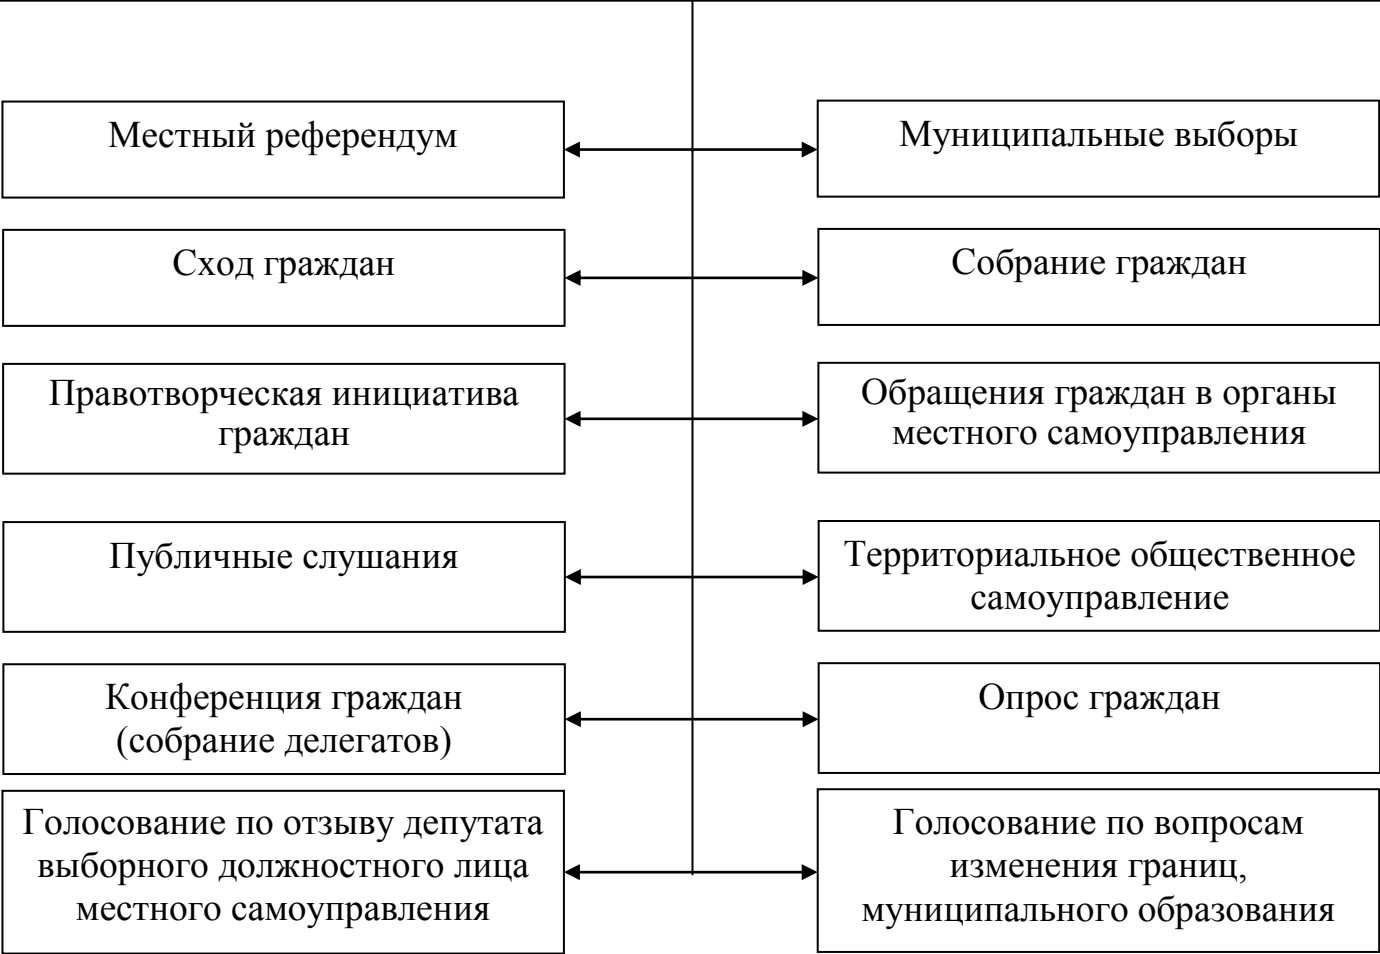 Местный референдум
Муниципальные выборы
Сход граждан
Собрание граждан
Правотворческая инициатива
граждан
Обращения граждан в органы
местного самоуправления
Публичные слушания
Территориальное общественное
самоуправление
Конференция граждан
(собрание делегатов)
Опрос граждан
Голосование по отзыву депутата
выборного должностного лица
местного самоуправления
Голосование по вопросам
изменения границ,
муниципального образования